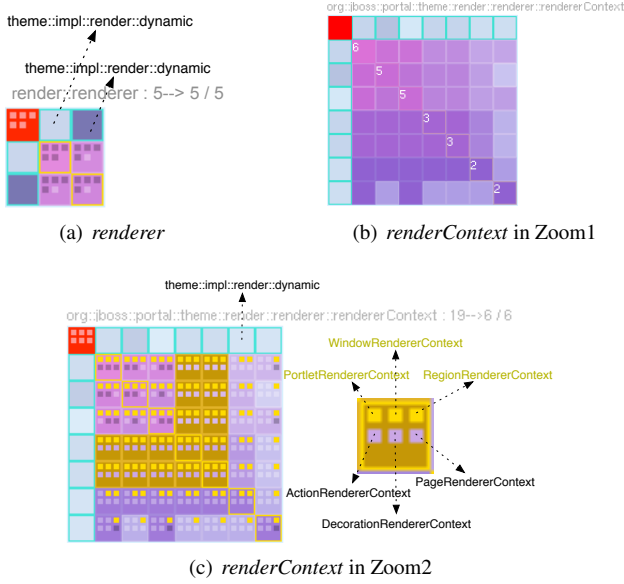 theme::impl::render::dynamic
theme::impl::render::dynamic
render::renderer : 5--> 5 / 5
(a) renderer
org::jboss::portal::theme::render::renderer::rendererContext
6
5
5
3
3
2
2
(b) renderContext in Zoom1
theme::impl::render::dynamic
org::jboss::portal::theme::render::renderer::rendererContext : 19-->6 / 6
WindowRendererContext
PortletRendererContext
RegionRendererContext
ActionRendererContext
PageRendererContext
DecorationRendererContext
(c) renderContext in Zoom2